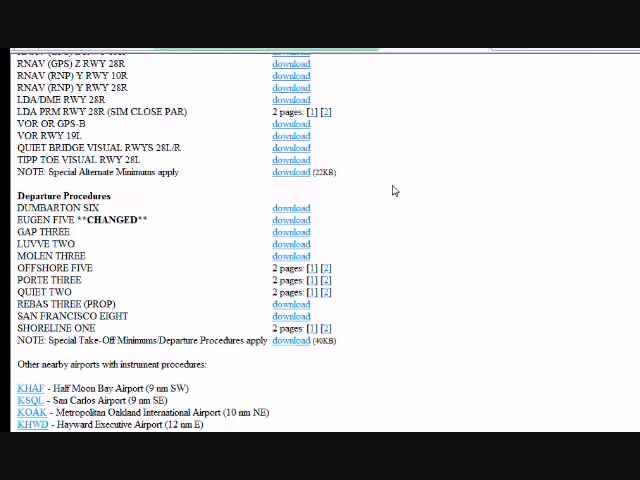 RNAV (GPS) Z RWY 28R download
RNAV (RNP) Y RWY 10R download
RNAV (RNP) Y RWY 28R download
LDA/DME RWY 28R download
LDA PRM RWY 28R (SIM CLOSE PAR) 2 pages: [1] [2]
VOR OR GPS-B download
VOR RWY 19L download
QUIET BRIDGE VISUAL RWYS 28L/R download
TIPP TOE VISUAL RWY 28L download
NOTE: Special Alternate Minimums apply download (22KB)
Departure Procedures
DUMBARTON SIX download
EUGEN FIVE **CHANGED** download
GAP THREE download
LUVVE TWO download
MOLEN THREE download
OFFSHORE FIVE 2 pages: [1] [2]
PORTE THREE 2 pages: [1] [2]
QUIET TWO 2 pages: [1] [2]
REBAS THREE (PROP) download
SAN FRANCISCO EIGHT download
SHORELINE ONE 2 pages: [1] [2]
NOTE: Special Take-Off Minimums/Departure Procedures apply download (40KB)
Other nearby airports with instrument procedures:
KHAF - Half Moon Bay Airport (9 nm SW)
KSQL - San Carlos Airport (9 nm SE)
KOAK - Metropolitan Oakland International Airport (10 nm NE)
KHWD - Hayward Executive Airport (12 nm E)